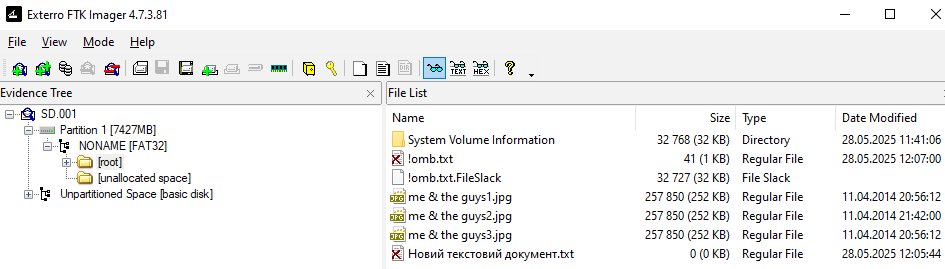 Exterro FTK Imager 4.7.3.81
File View Mode Help
Evidence Tree
SD.001
Partition 1 [7427MB]
NONAME [FAT32]
[root]
[unallocated space]
Unpartitioned Space [basic disk]
File List
Name Size Type Date Modified
System Volume Information 32 768 (32 KB) Directory 28.05.2025 11:41:06
!omb.txt 41 (1 KB) Regular File 28.05.2025 12:07:00
!omb.txt.FileSlack 32 727 (32 KB) File Slack
me & the guys1.jpg 257 850 (252 KB) Regular File 11.04.2014 20:56:12
me & the guys2.jpg 257 850 (252 KB) Regular File 11.04.2014 21:42:00
me & the guys3.jpg 257 850 (252 KB) Regular File 11.04.2014 20:56:12
Новий текстовий документ.txt 0 (0 KB) Regular File 28.05.2025 12:05:44